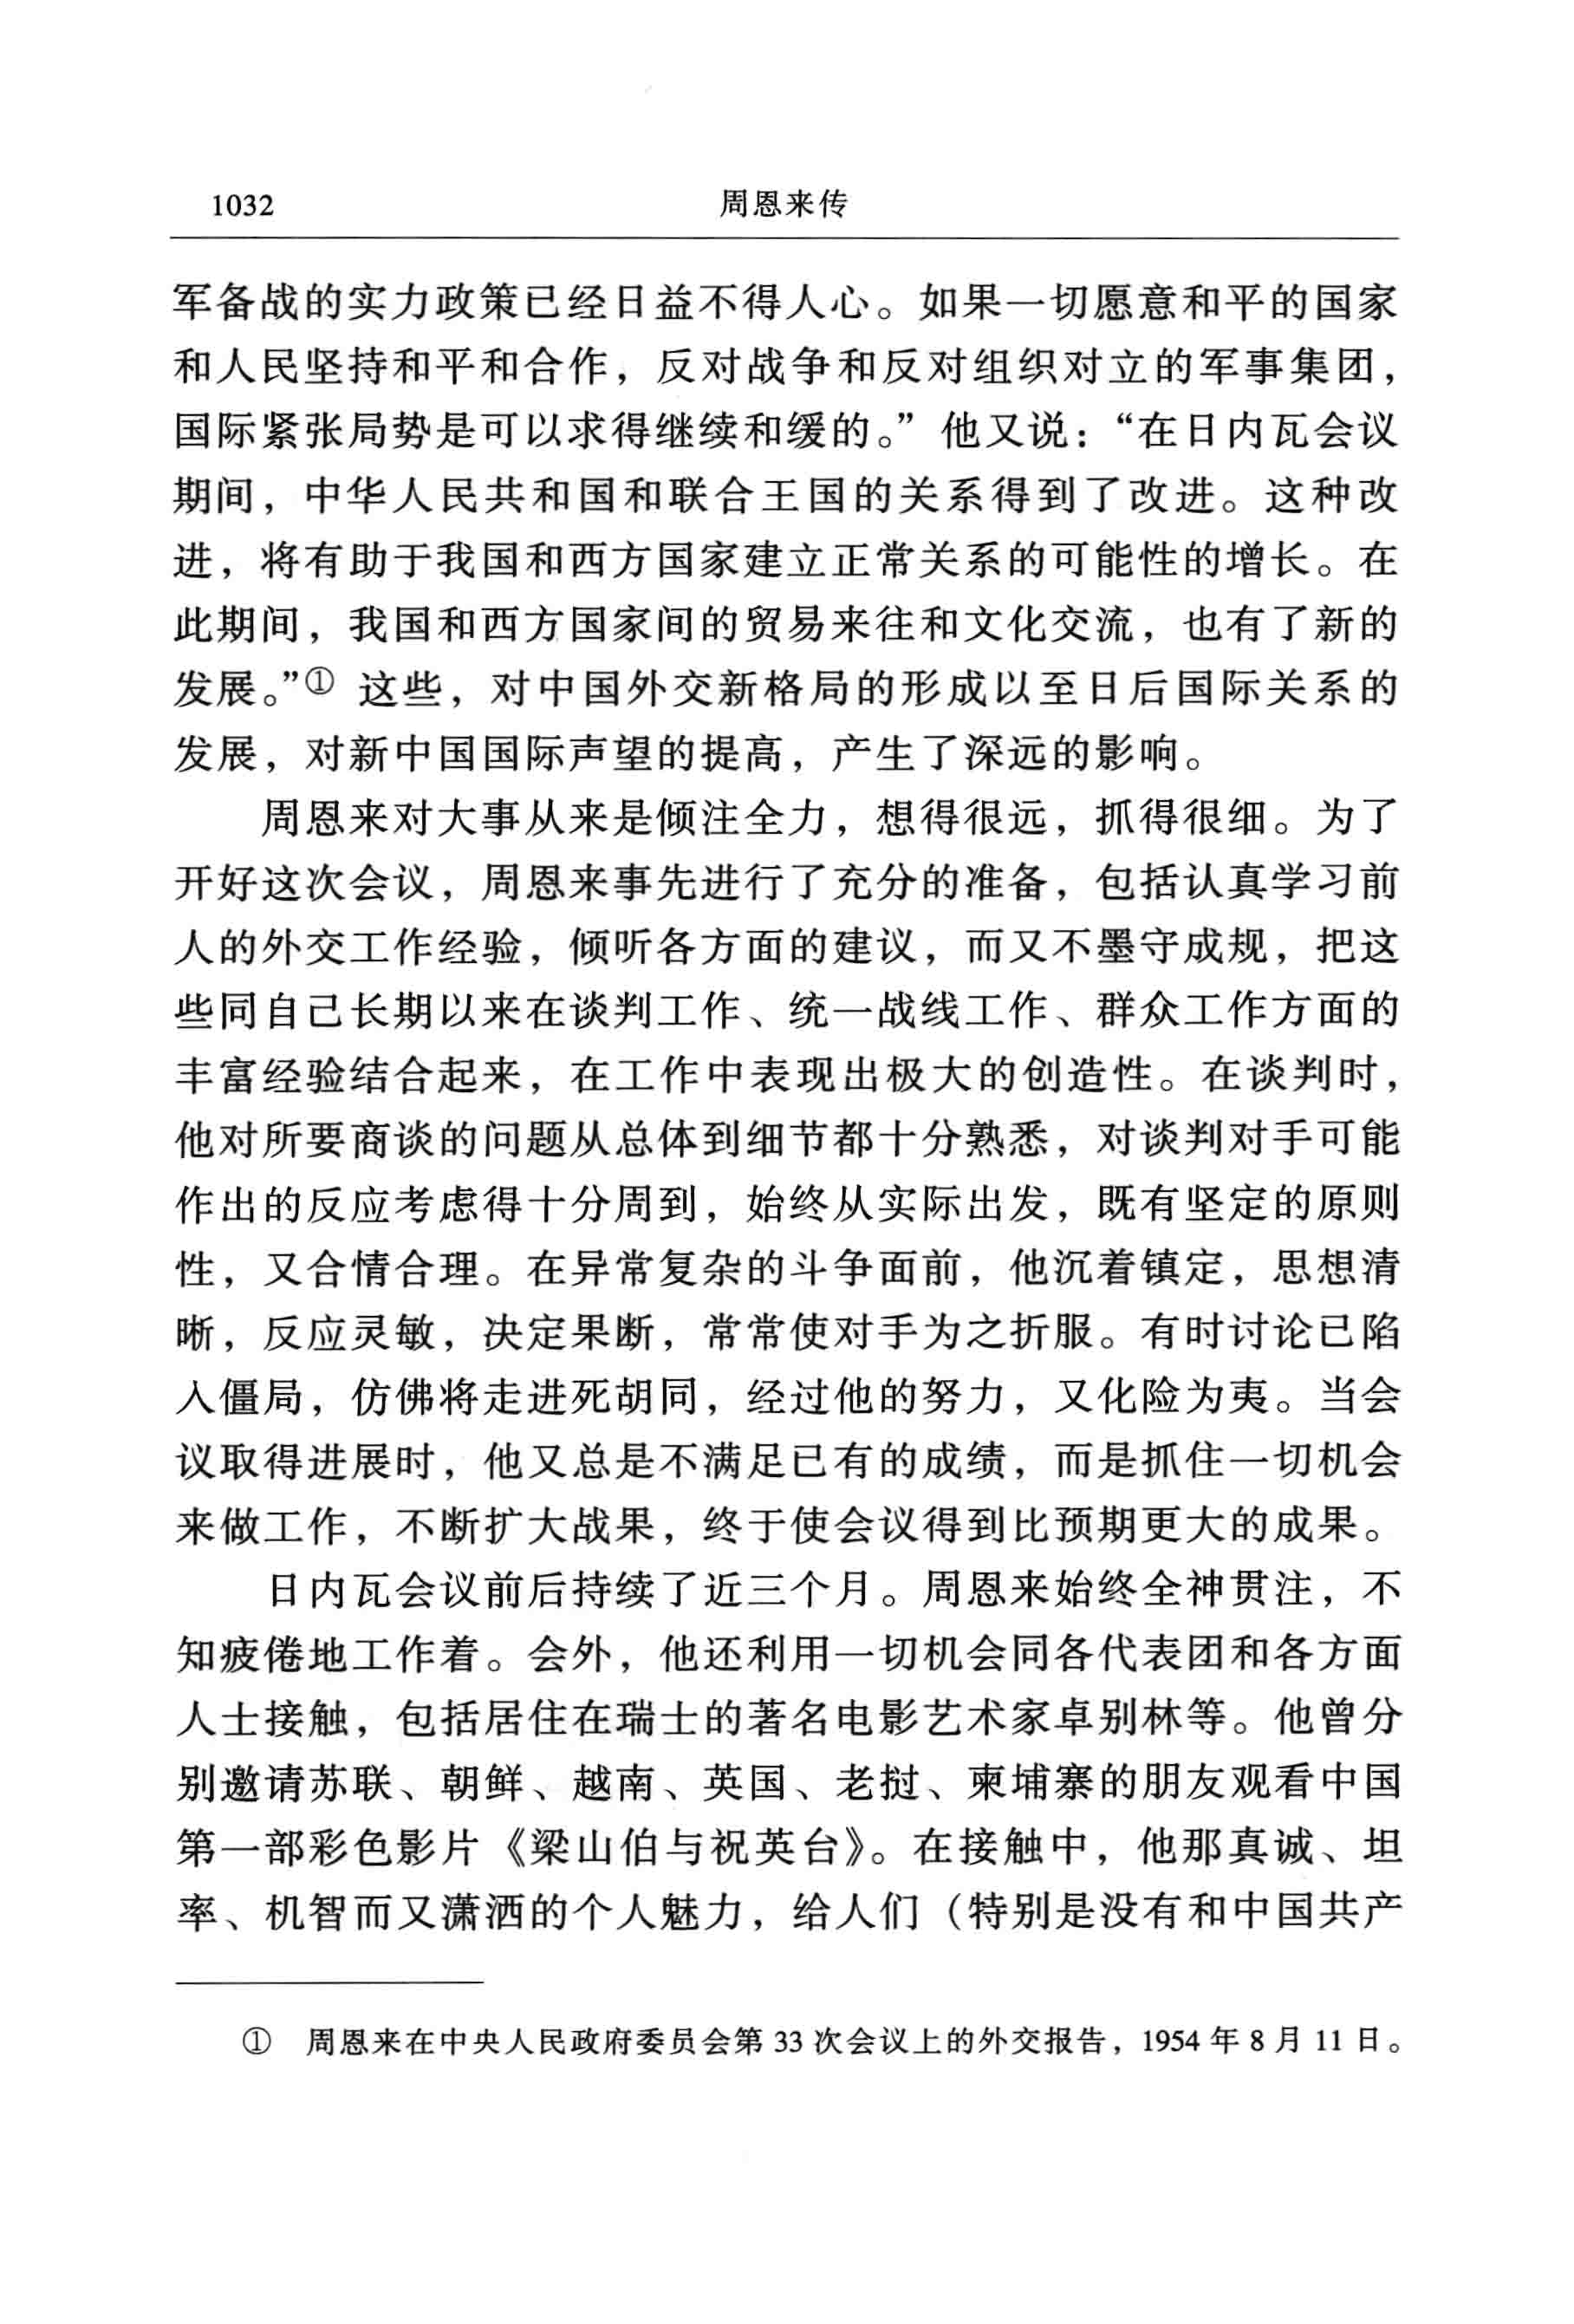 1032 周恩来传
军备战的实力政策已经日益不得人心。如果一切愿意和平的国家
和人民坚持和平和合作，反对战争和反对组织对立的军事集团，
国际紧张局势是可以求得继续和缓的。”他又说：“在日内瓦会议
期间，中华人民共和国和联合王国的关系得到了改进。这种改
进，将有助于我国和西方国家建立正常关系的可能性的增长。在
此期间，我国和西方国家间的贸易来往和文化交流，也有了新的
发展。”① 这些，对中国外交新格局的形成以至日后国际关系的
发展，对新中国国际声望的提高，产生了深远的影响。
周恩来对大事从来是倾注全力，想得很远，抓得很细。为了
开好这次会议，周恩来事先进行了充分的准备，包括认真学习前
人的外交工作经验，倾听各方面的建议，而又不墨守成规，把这
些同自己长期以来在谈判工作、统一战线工作、群众工作方面的
丰富经验结合起来，在工作中表现出极大的创造性。在谈判时，
他对所要商谈的问题从总体到细节都十分熟悉，对谈判对手可能
作出的反应考虑得十分周到，始终从实际出发，既有坚定的原则
性，又合情合理。在异常复杂的斗争面前，他沉着镇定，思想清
晰，反应灵敏，决定果断，常常使对手为之折服。有时讨论已陷
入僵局，仿佛将走进死胡同，经过他的努力，又化险为夷。当会
议取得进展时，他又总是不满足已有的成绩，而是抓住一切机会
来做工作，不断扩大战果，终于使会议得到比预期更大的成果。
日内瓦会议前后持续了近三个月。周恩来始终全神贯注，不
知疲倦地工作着。会外，他还利用一切机会同各代表团和各方面
人士接触，包括居住在瑞士的著名电影艺术家卓别林等。他曾分
别邀请苏联、朝鲜、越南、英国、老挝、柬埔寨的朋友观看中国
第一部彩色影片《梁山伯与祝英台》。在接触中，他那真诚、坦
率、机智而又潇洒的个人魅力，给人们（特别是没有和中国共产
① 周恩来在中央人民政府委员会第 33 次会议上的外交报告，1954 年 8 月 11 日。